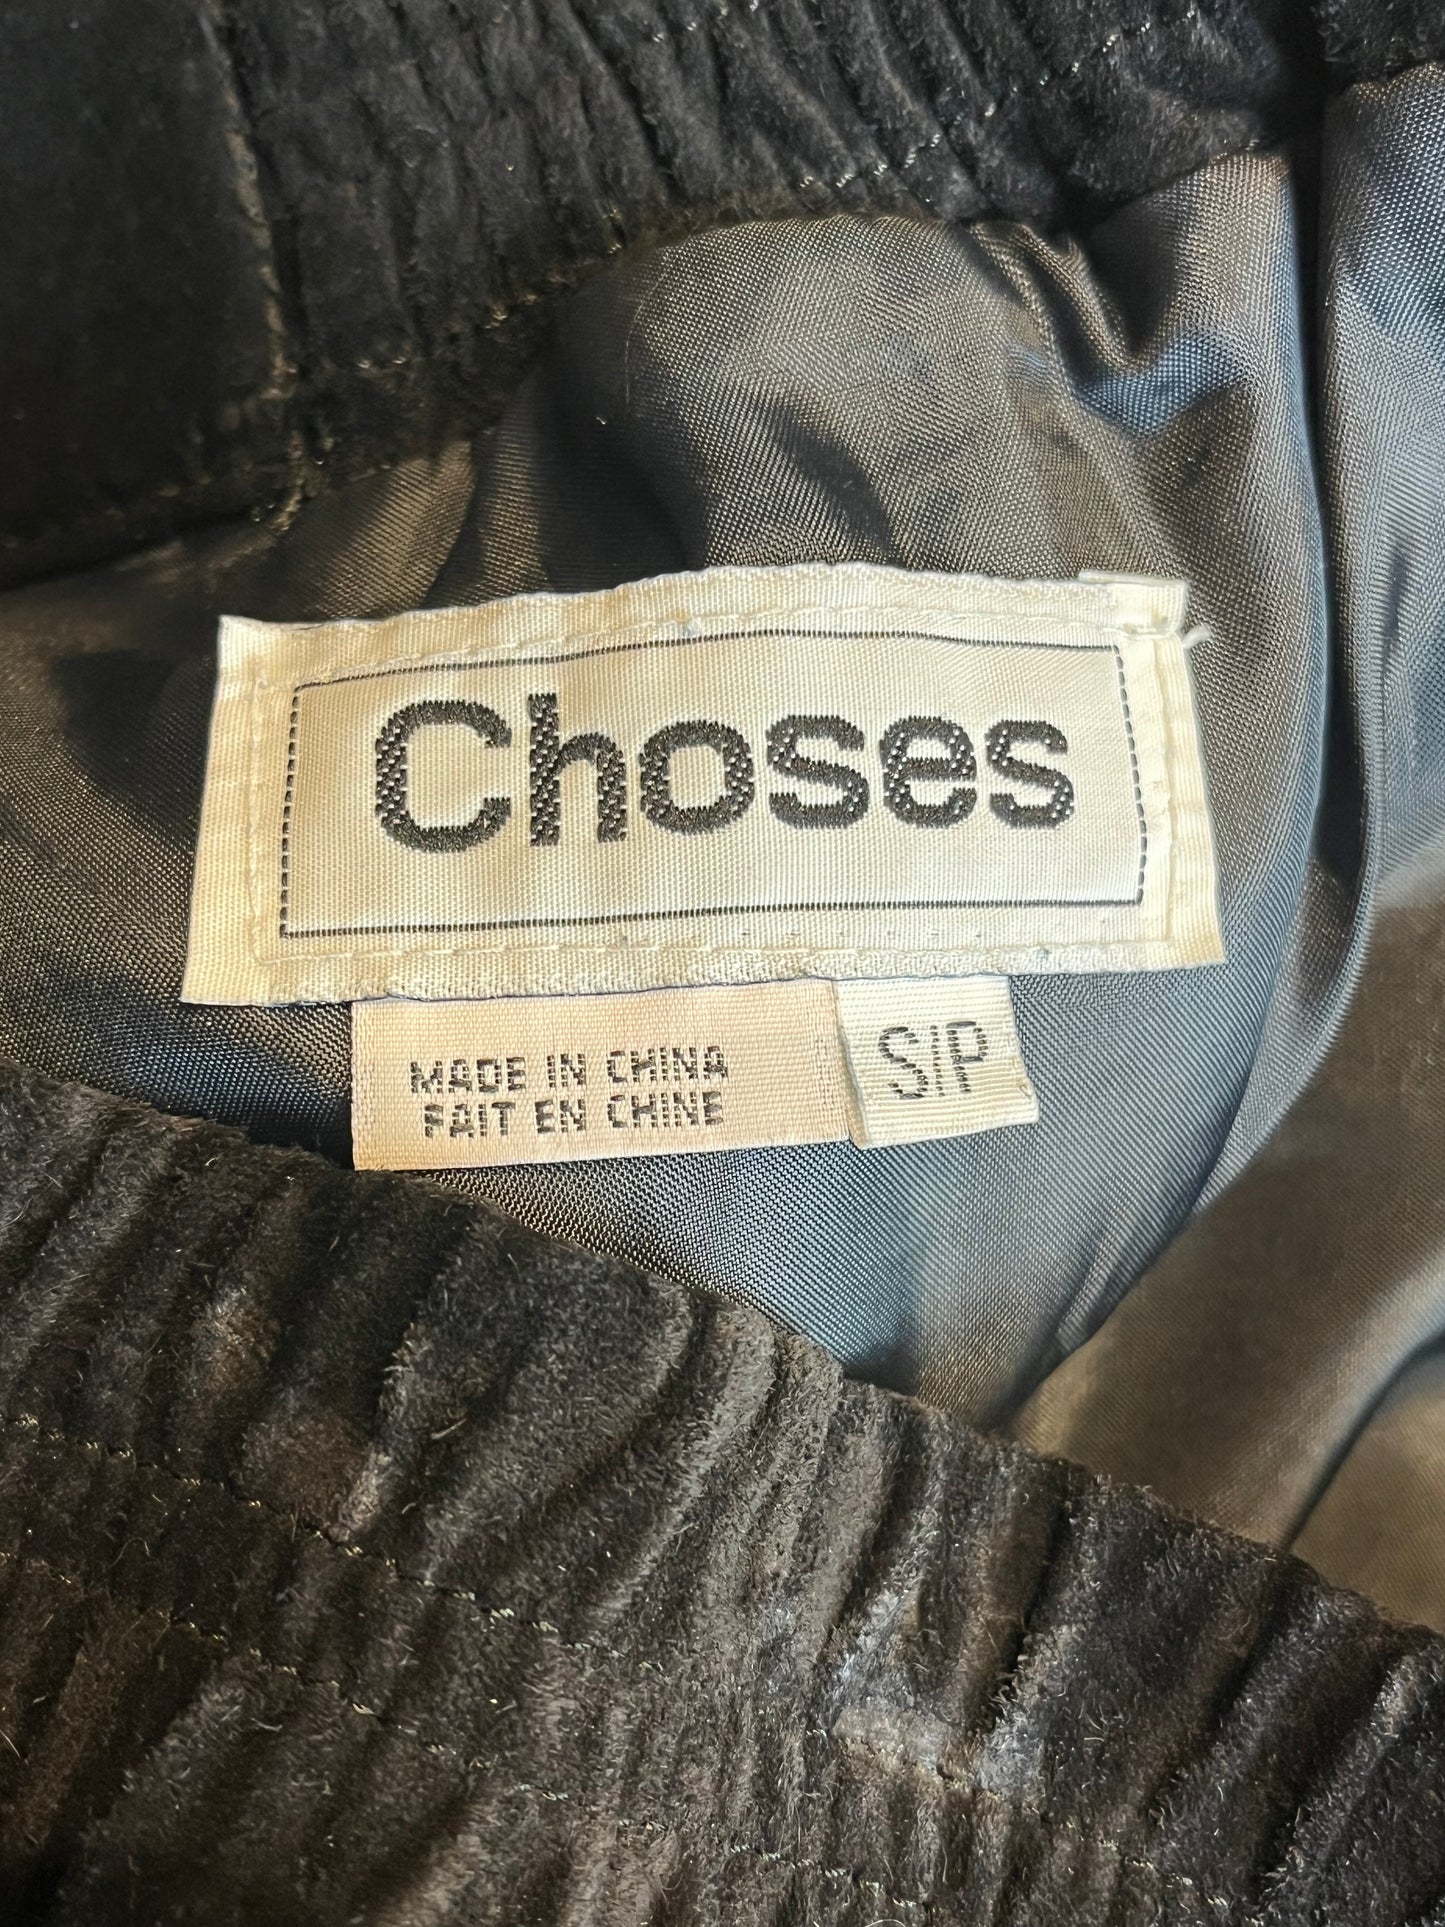 Choses
MADE IN CHINA
FAIT EN CHINE
S/P